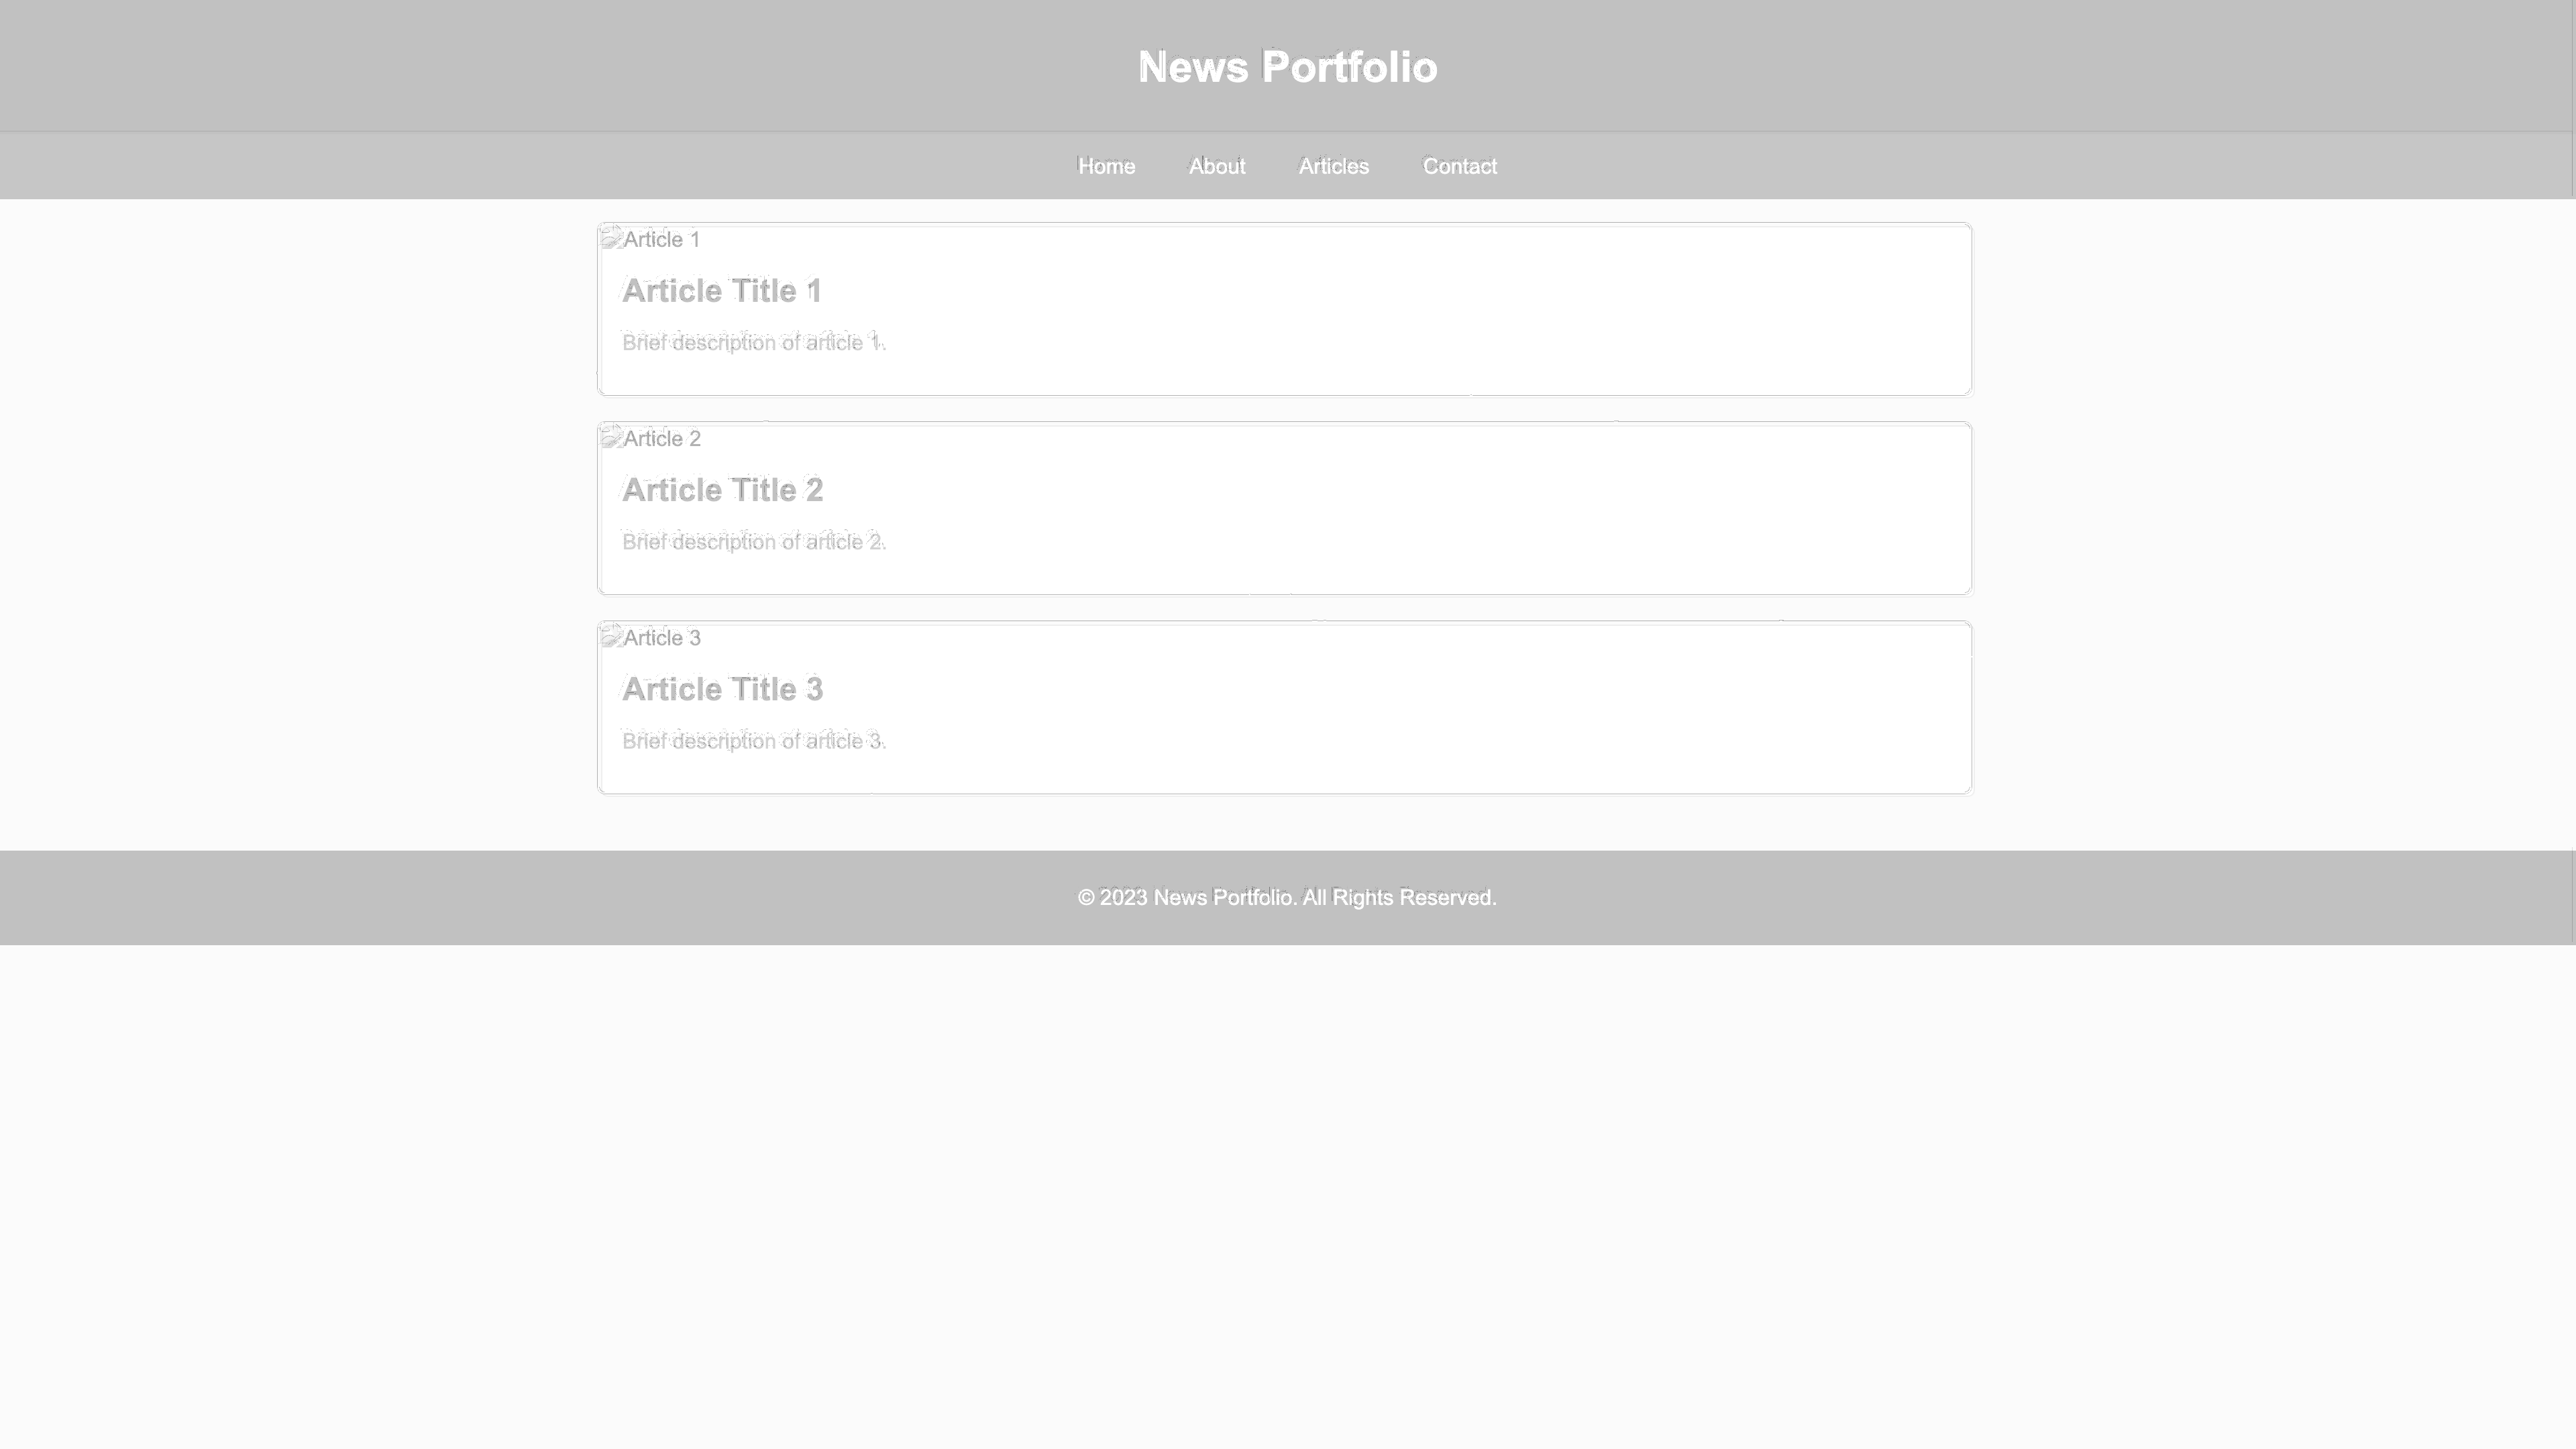 News Portfolio
Home About Articles Contact
Article 1
Article Title 1
Brief description of article 1.
Article 2
Article Title 2
Brief description of article 2.
Article 3
Article Title 3
Brief description of article 3.
© 2023 News Portfolio. All Rights Reserved.